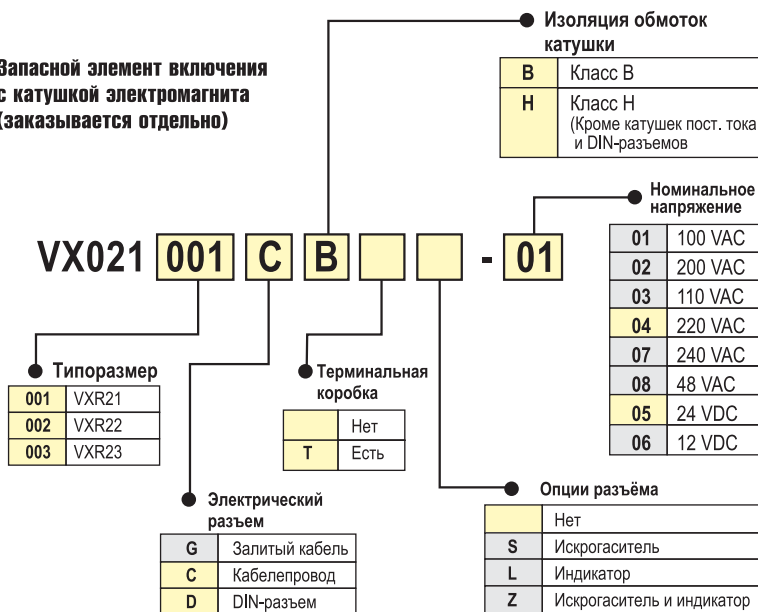 Изоляция обмоток
катушки
B Класс B
H Класс H
(Кроме катушек пост. тока
и DIN-разъемов
Запасной элемент включения
с катушкой электромагнита
(заказывается отдельно)
Номинальное
напряжение
01 100 VAC
02 200 VAC
03 110 VAC
04 220 VAC
07 240 VAC
08 48 VAC
05 24 VDC
06 12 VDC
VX021 001 C B - 01
Типоразмер
001 VXR21
002 VXR22
003 VXR23
Терминальная
коробка
Нет
T Есть
Электрический
разъем
G Залитый кабель
C Кабелепровод
D DIN-разъем
Опции разъёма
Нет
S Искрогаситель
L Индикатор
Z Искрогаситель и индикатор